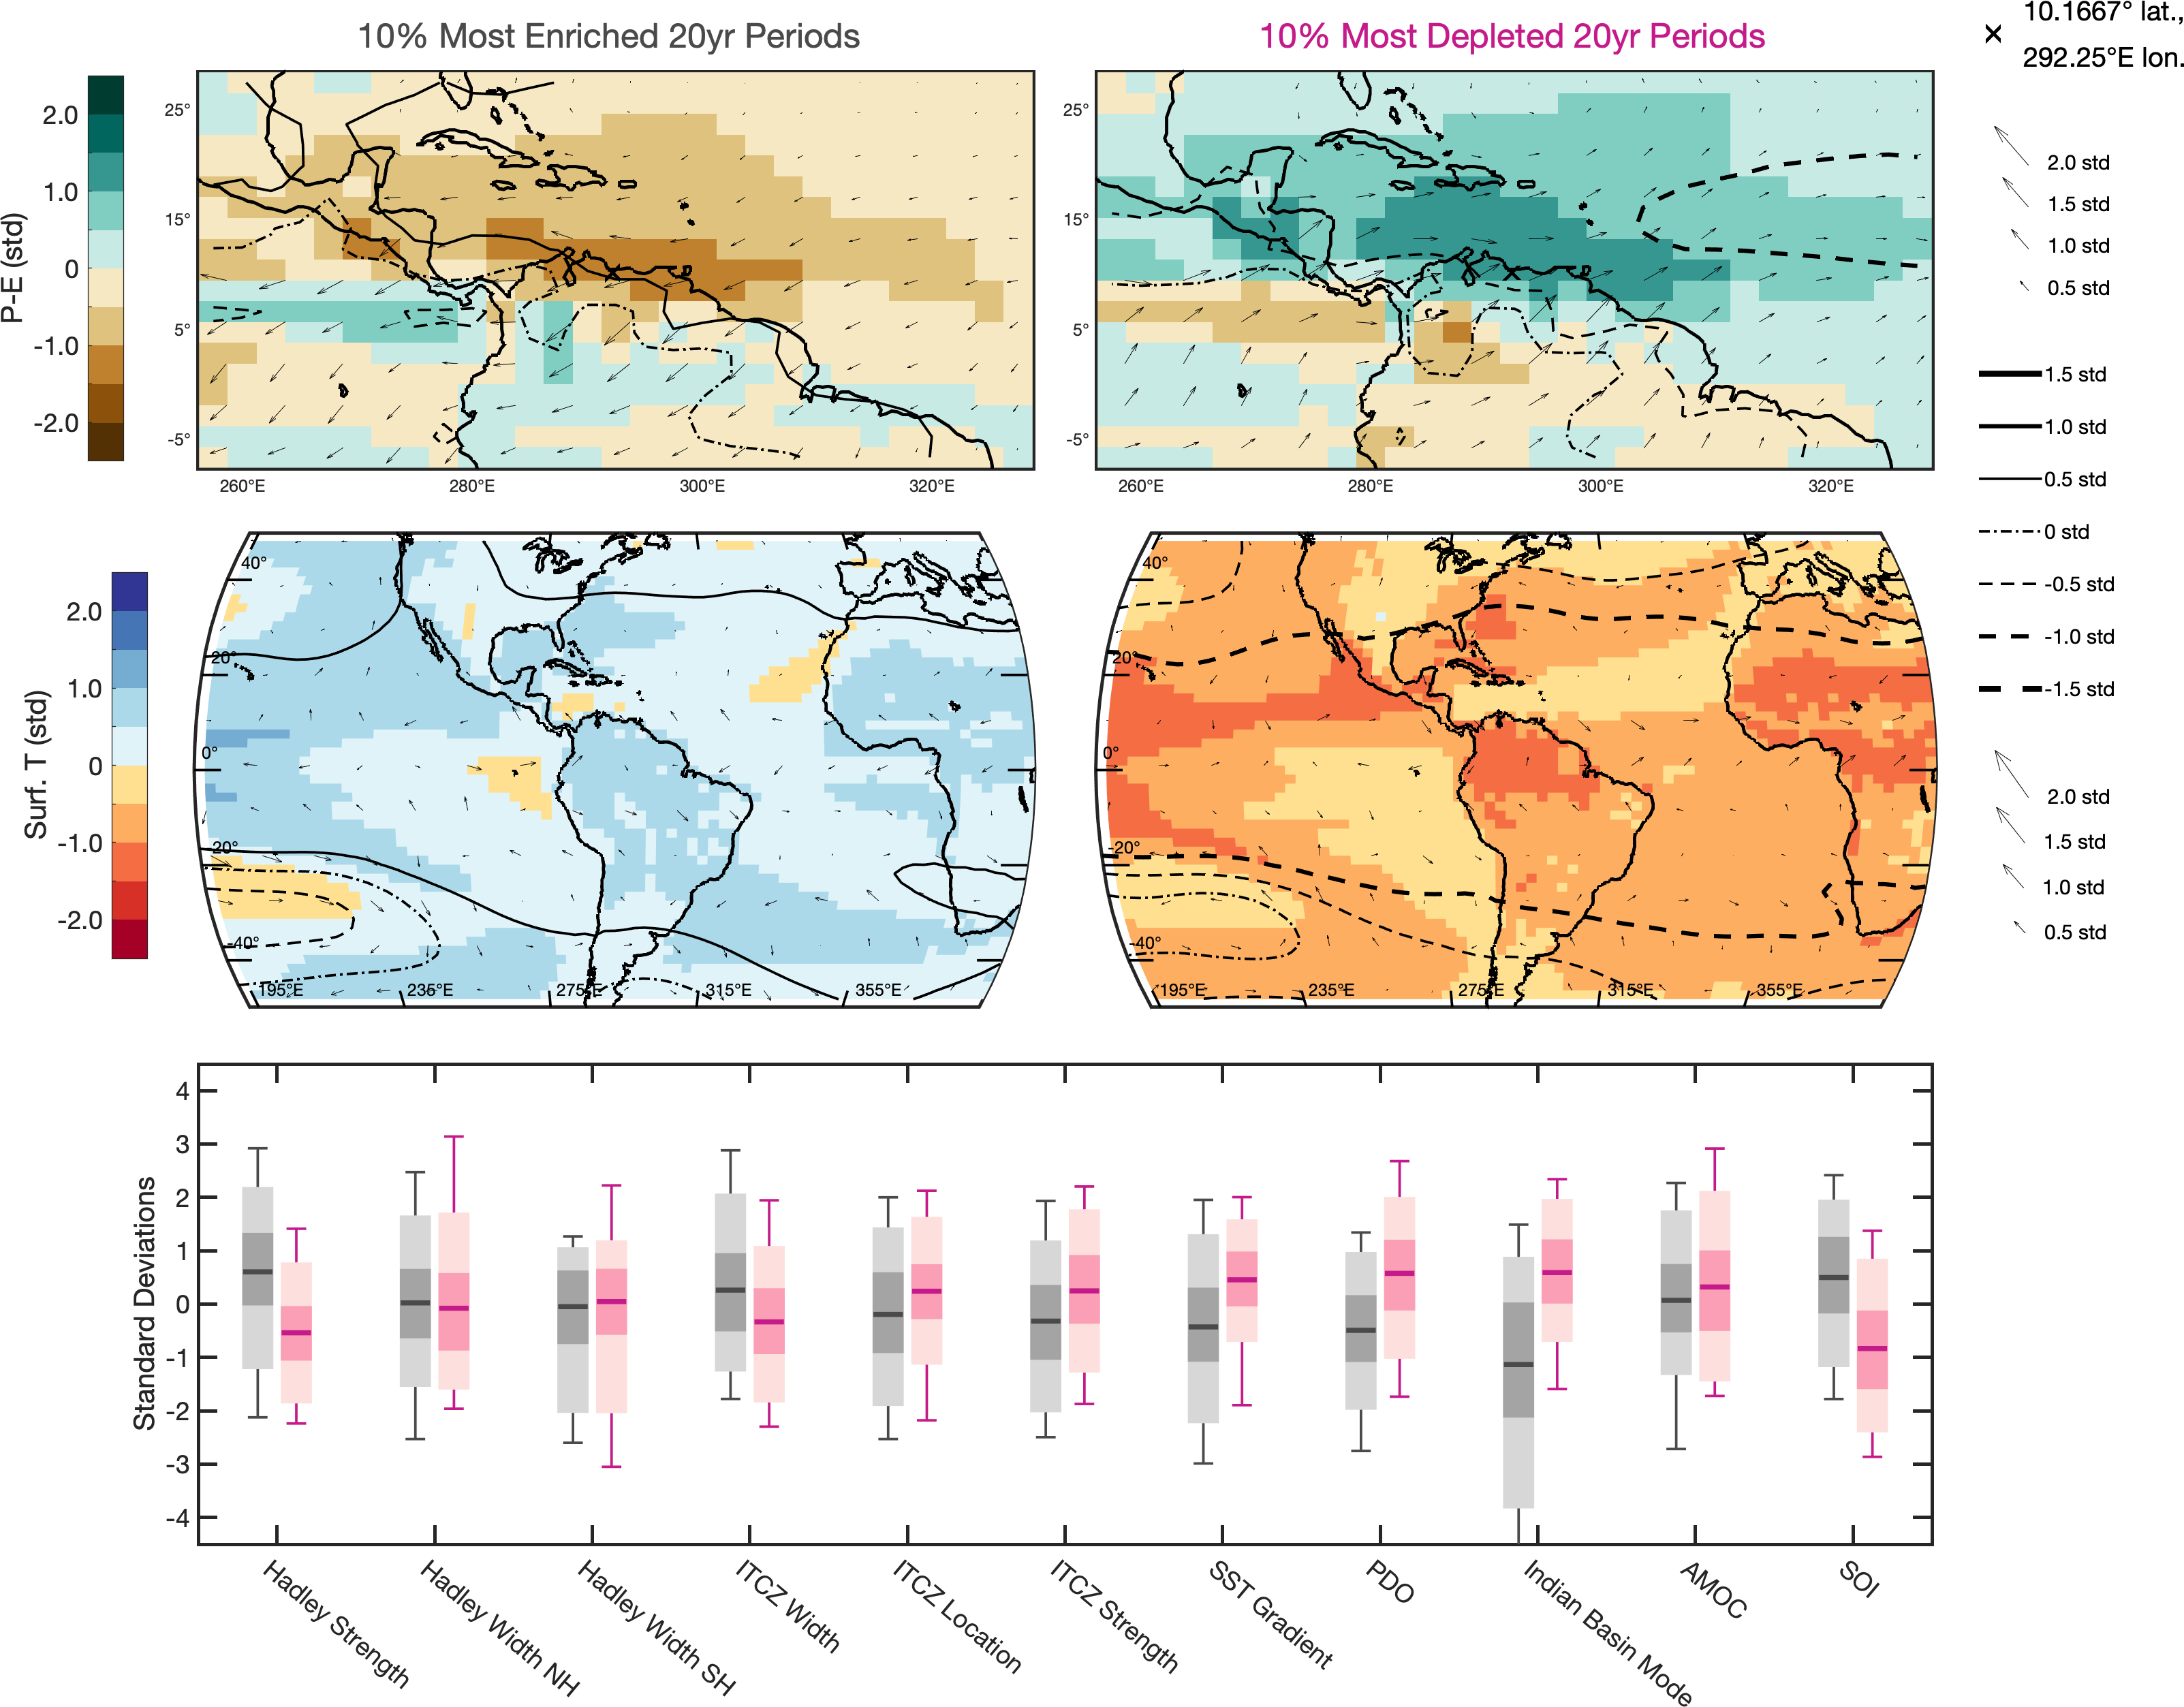 10% Most Enriched 20yr Periods
10% Most Depleted 20yr Periods
10.1667° lat.,
292.25°E lon.
P-E (std)
2.0
1.0
0
-1.0
-2.0
25°
15°
5°
-5°
260°E
280°E
300°E
320°E
25°
15°
5°
-5°
260°E
280°E
300°E
320°E
2.0 std
1.5 std
1.0 std
0.5 std
1.5 std
1.0 std
0.5 std
0 std
-0.5 std
-1.0 std
-1.5 std
Surf. T (std)
2.0
1.0
0
-1.0
-2.0
40°
20°
0°
-20°
-40°
195°E
235°E
275°E
315°E
355°E
40°
20°
0°
-20°
-40°
195°E
235°E
275°E
315°E
355°E
2.0 std
1.5 std
1.0 std
0.5 std
Standard Deviations
4
3
2
1
0
-1
-2
-3
-4
Hadley Strength
Hadley Width NH
Hadley Width SH
ITCZ Width
ITCZ Location
ITCZ Strength
SST Gradient
PDO
Indian Basin Mode
AMOC
SOI